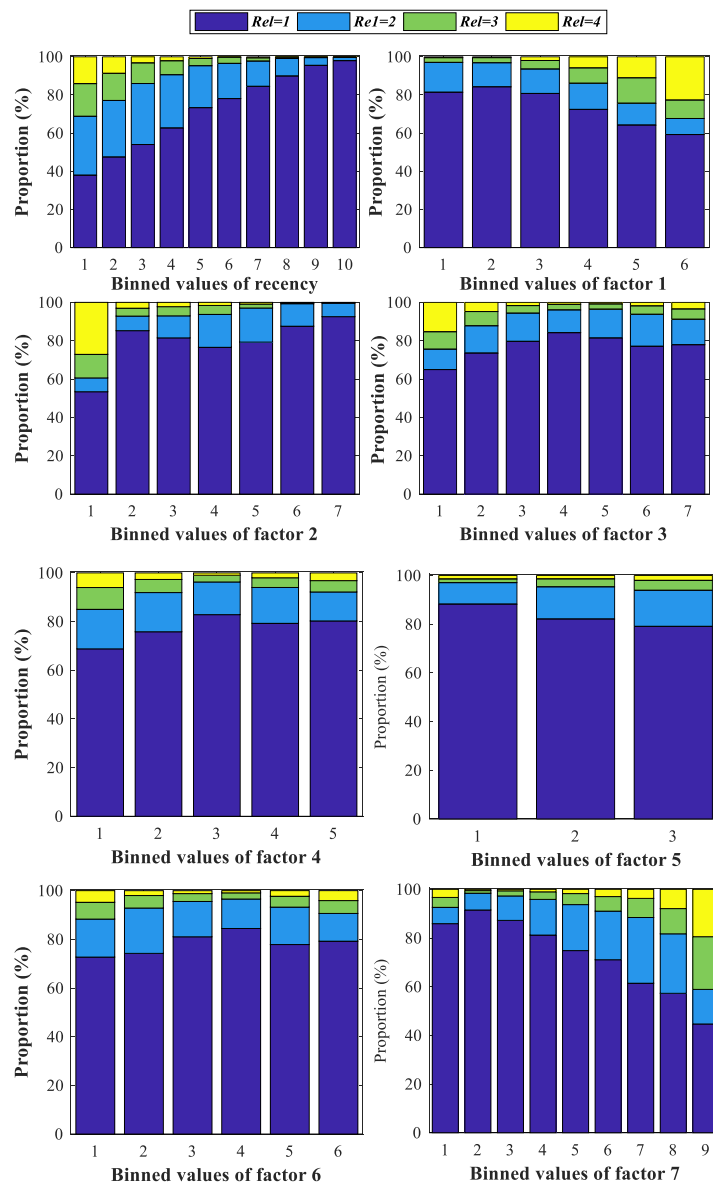 Rel=1 Re1=2 Rel=3 Rel=4
Proportion (%)
100
80
60
40
20
0
1 2 3 4 5 6 7 8 9 10
Binned values of recency
Proportion (%)
100
80
60
40
20
0
1 2 3 4 5 6
Binned values of factor 1
Proportion (%)
100
80
60
40
20
0
1 2 3 4 5 6 7
Binned values of factor 2
Proportion (%)
100
80
60
40
20
0
1 2 3 4 5 6 7
Binned values of factor 3
Proportion (%)
100
80
60
40
20
0
1 2 3 4 5
Binned values of factor 4
Proportion (%)
100
80
60
40
20
0
1 2 3
Binned values of factor 5
Proportion (%)
100
80
60
40
20
0
1 2 3 4 5 6
Binned values of factor 6
Proportion (%)
100
80
60
40
20
0
1 2 3 4 5 6 7 8 9
Binned values of factor 7